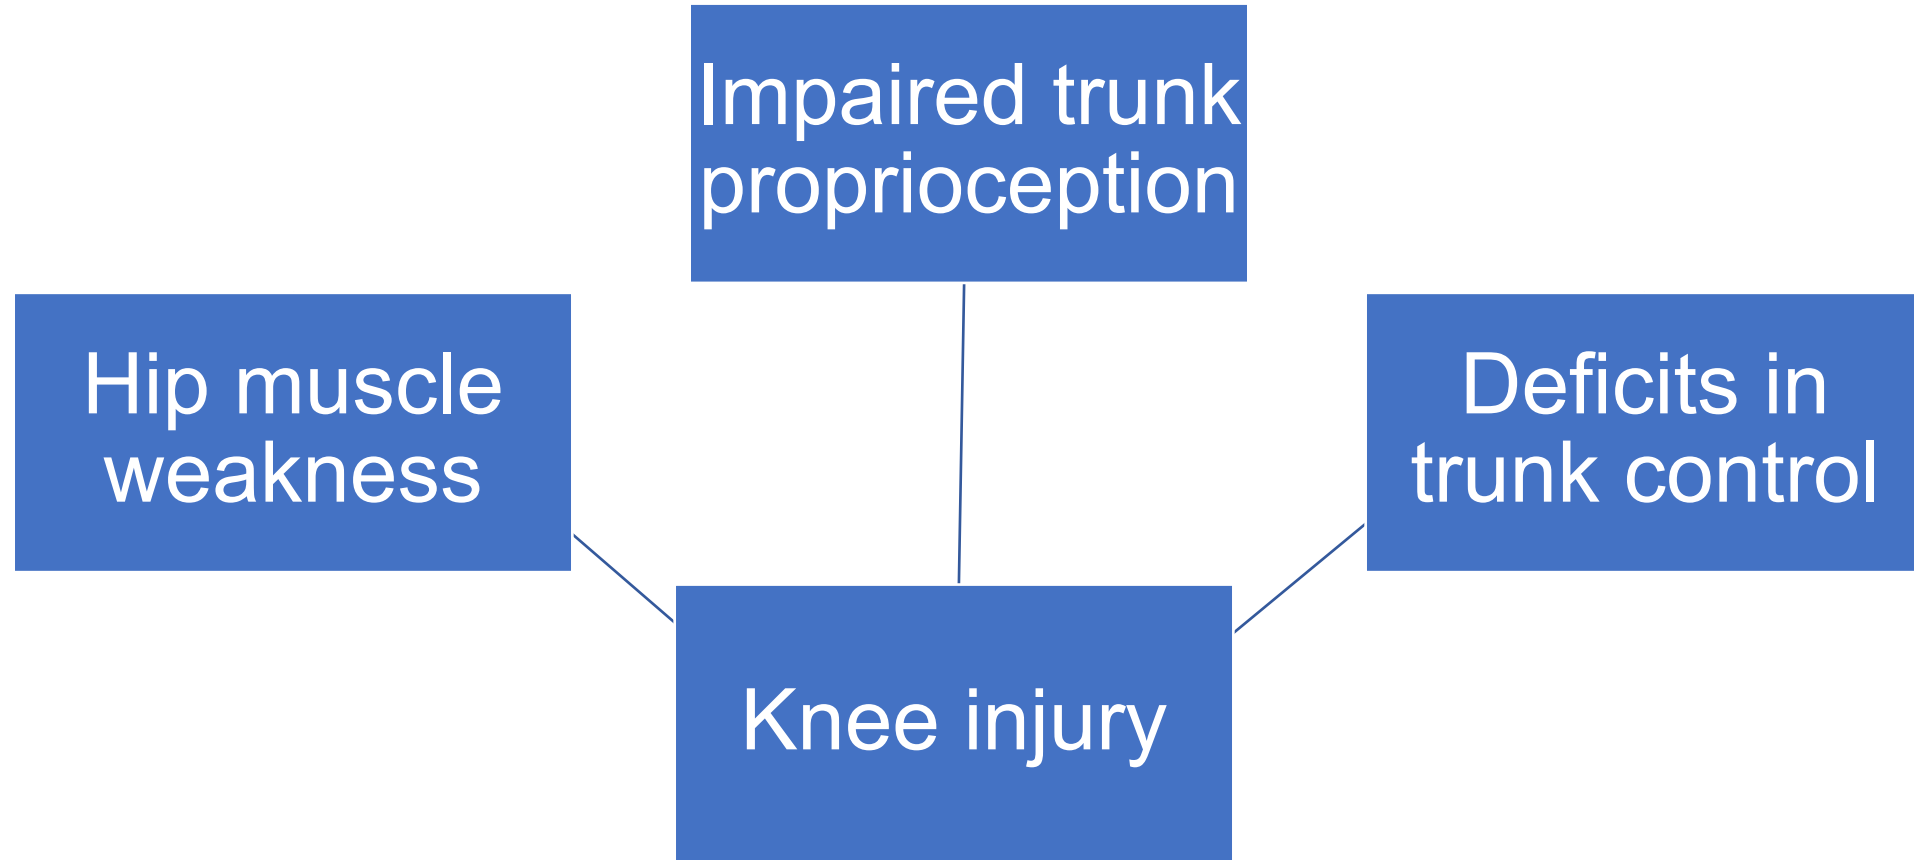 Impaired trunk
proprioception
Hip muscle
weakness
Deficits in
trunk control
Knee injury